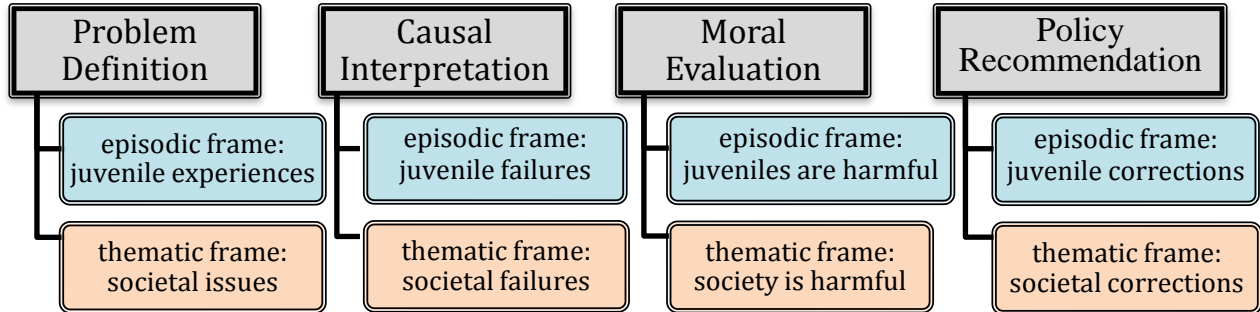 Problem
Definition
episodic frame:
juvenile experiences
thematic frame:
societal issues
Causal
Interpretation
episodic frame:
juvenile failures
thematic frame:
societal failures
Moral
Evaluation
episodic frame:
juveniles are harmful
thematic frame:
society is harmful
Policy
Recommendation
episodic frame:
juvenile corrections
thematic frame:
societal corrections